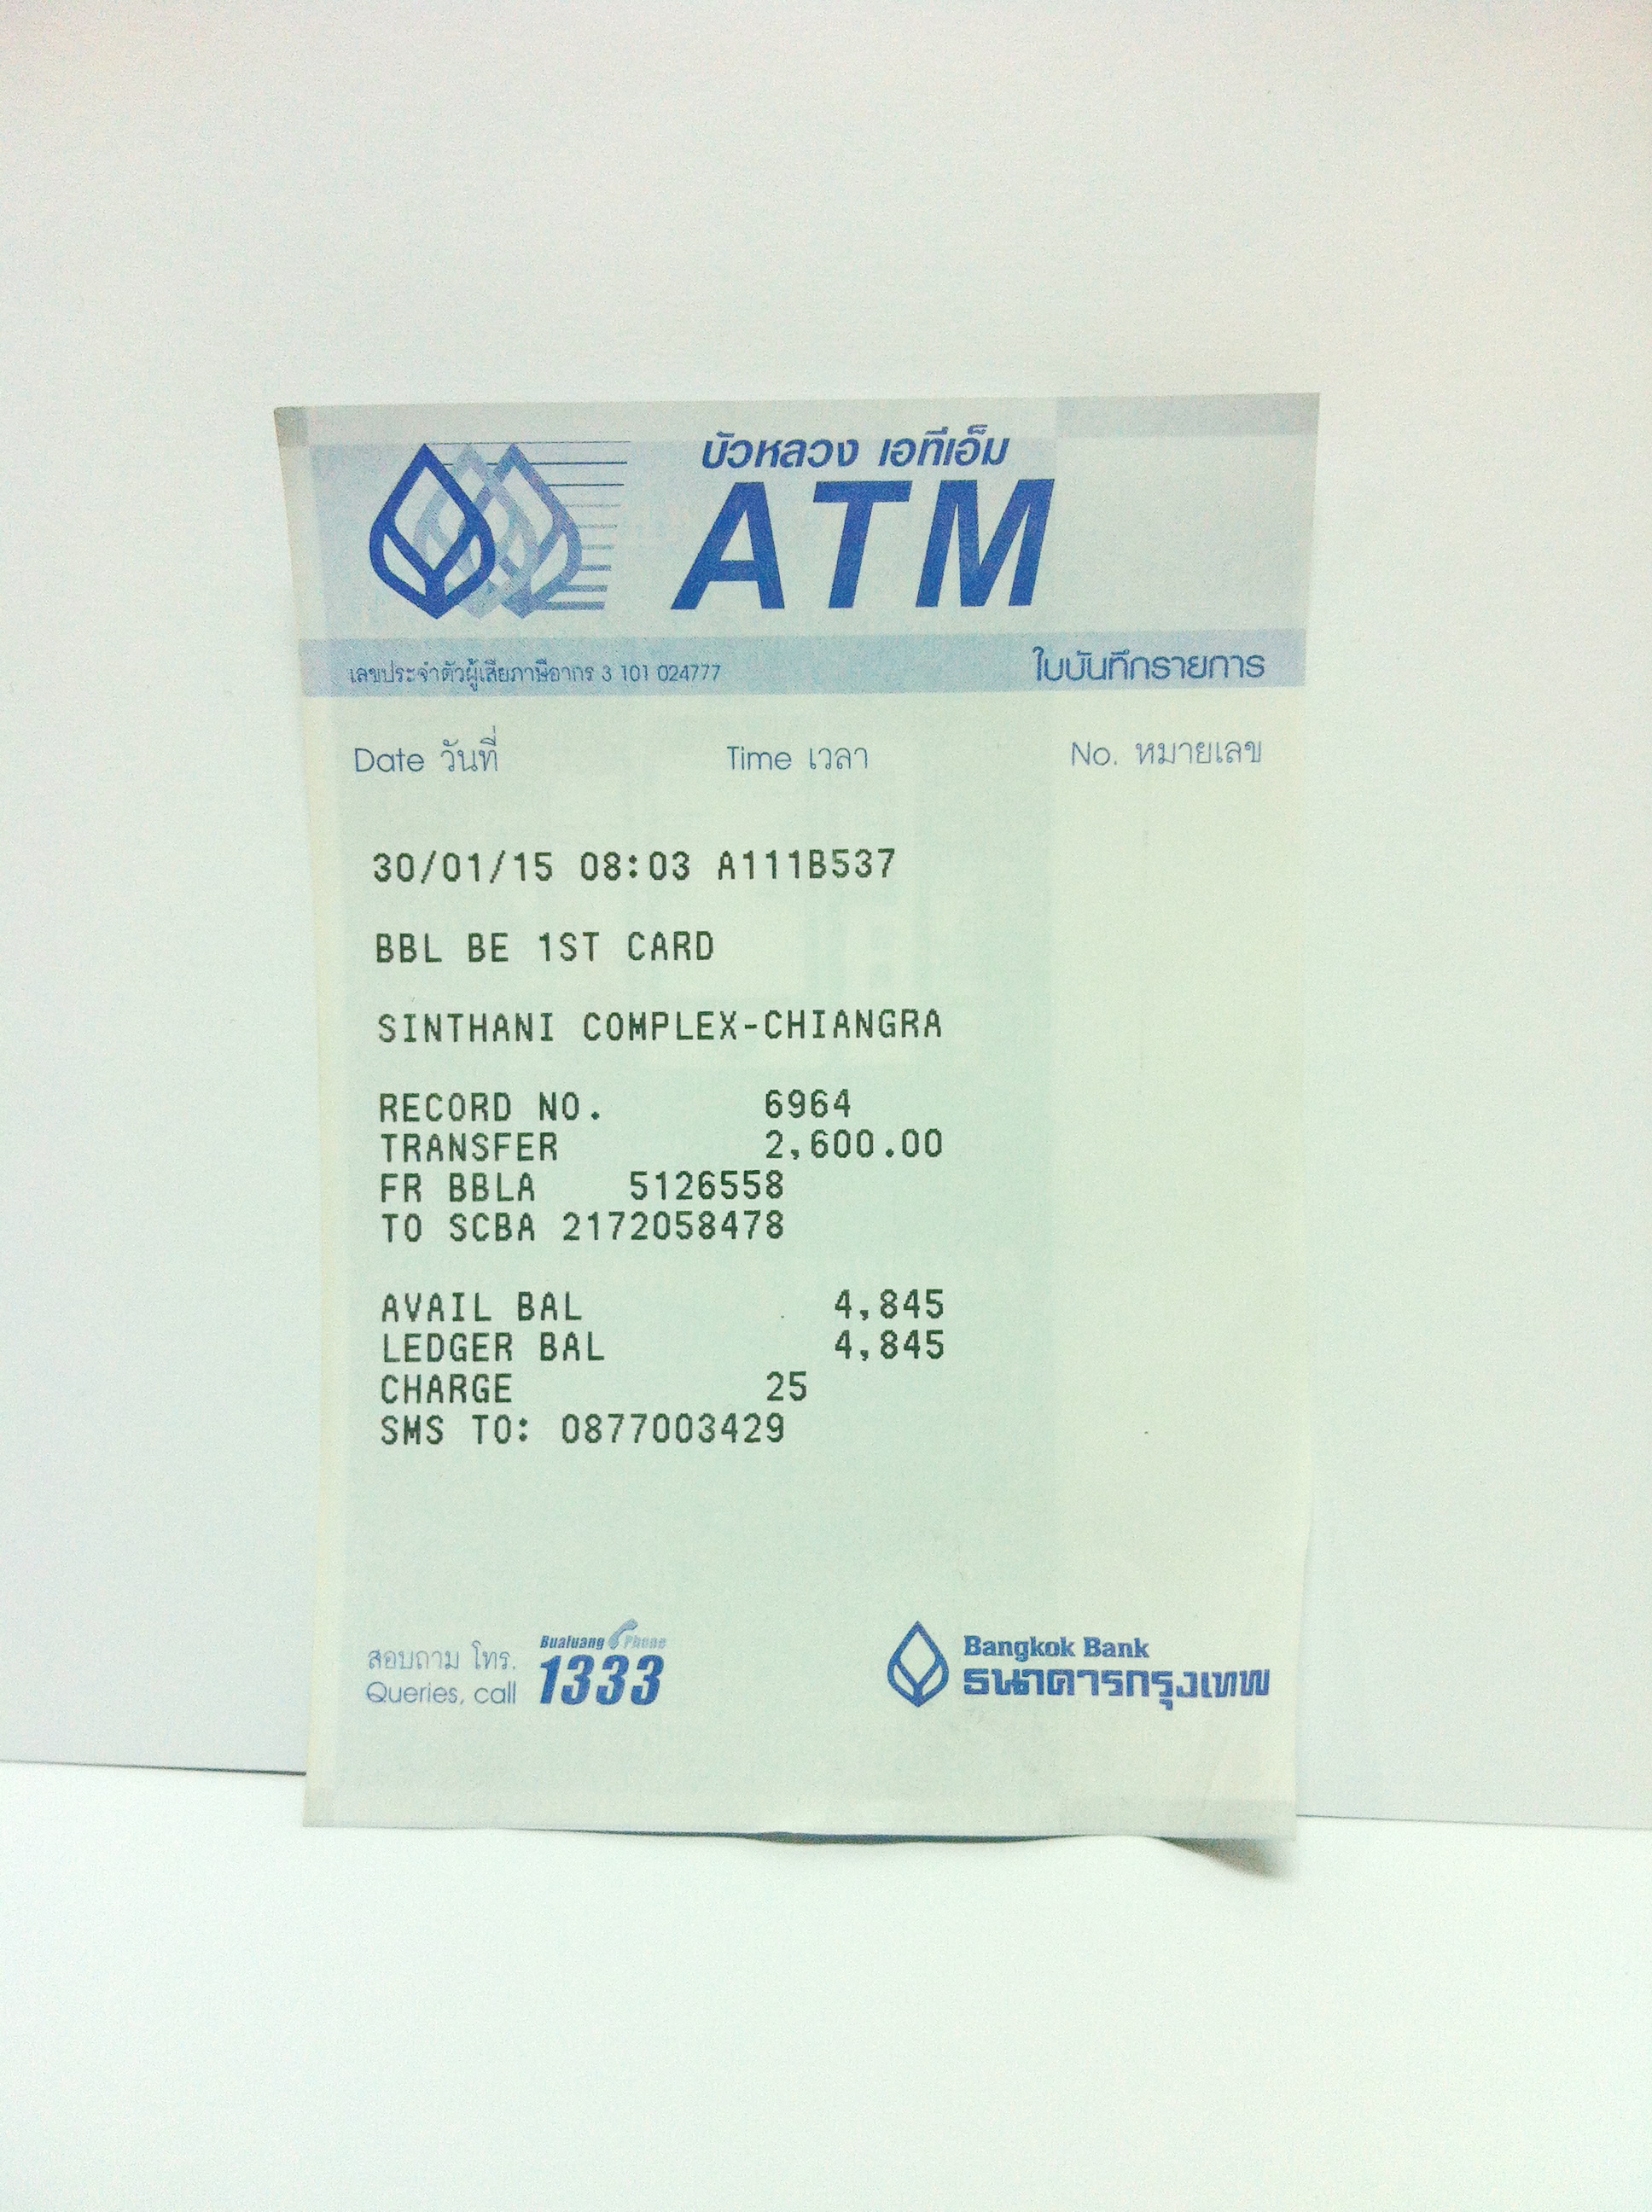 บัวหลวง เอทีเอ็ม
ATM
เลขประจำตัวผู้เสียภาษีอากร 3 101 024777 ใบบันทึกรายการ
Date วันที่ Time เวลา No. หมายเลข
30/01/15 08:03 A111B537
BBL BE 1ST CARD
SINTHANI COMPLEX-CHIANGRA
RECORD NO. 6964
TRANSFER 2,600.00
FR BBLA 5126558
TO SCBA 2172058478
AVAIL BAL 4,845
LEDGER BAL 4,845
CHARGE 25
SMS TO: 0877003429
สอบถาม โทร.
Queries, call
Bualuang Phone
1333
Bangkok Bank
ธนาคารกรุงเทพ